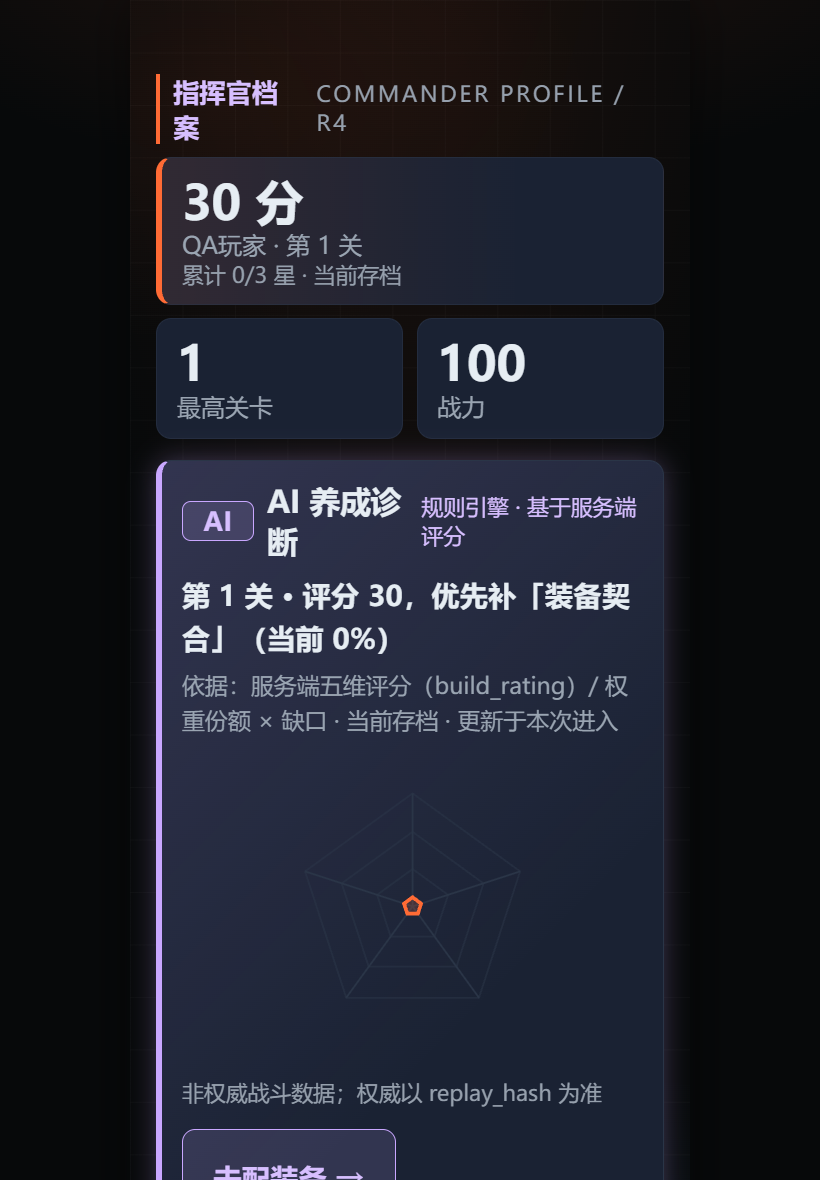 指挥官档
案
COMMANDER PROFILE /
R4
30 分
QA玩家 · 第 1 关
累计 0/3 星 · 当前存档
1
最高关卡
100
战力
AI
AI 养成诊
断
规则引擎 · 基于服务端
评分
第 1 关 • 评分 30，优先补「装备契
合」（当前 0%）
依据：服务端五维评分（build_rating）/ 权
重份额 × 缺口 · 当前存档 · 更新于本次进入
非权威战斗数据；权威以 replay_hash 为准
去配装备 →